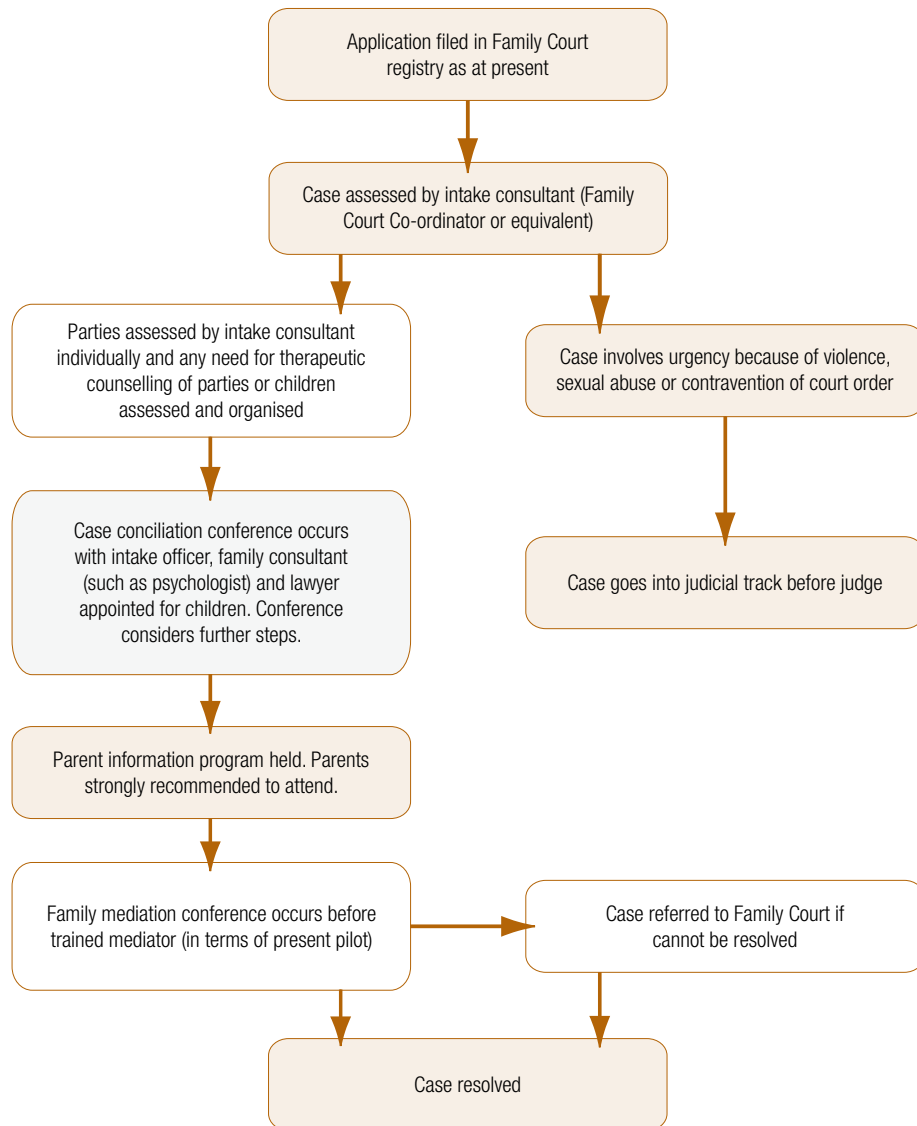 Application filed in Family Court
registry as at present
Case assessed by intake consultant (Family
Court Co-ordinator or equivalent)
Parties assessed by intake consultant
individually and any need for therapeutic
counselling of parties or children
assessed and organised
Case involves urgency because of violence,
sexual abuse or contravention of court order
Case conciliation conference occurs
with intake officer, family consultant
(such as psychologist) and lawyer
appointed for children. Conference
considers further steps.
Case goes into judicial track before judge
Parent information program held. Parents
strongly recommended to attend.
Family mediation conference occurs before
trained mediator (in terms of present pilot)
Case referred to Family Court if
cannot be resolved
Case resolved